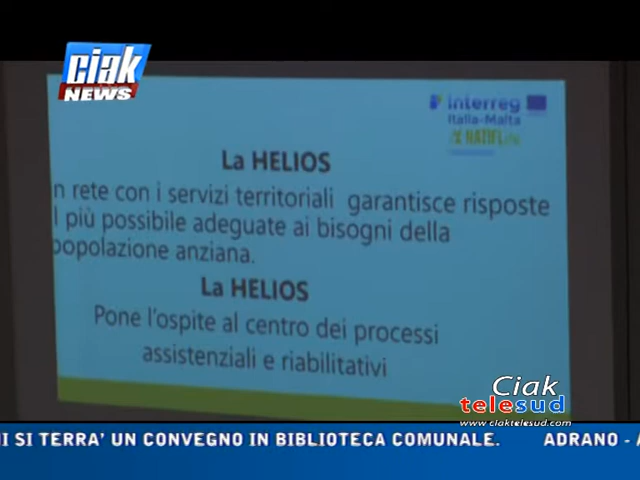 ciak
NEWS
interreg
Italia-Malta
La HELIOS
n rete con i servizi territoriali garantisce risposte
l più possibile adeguate ai bisogni della
popolazione anziana.
La HELIOS
Pone l'ospite al centro dei processi
assistenziali e riabilitativi
Ciak
telesud
www.ciaktelesud.com
NI SI TERRA' UN CONVEGNO IN BIBLIOTECA COMUNALE. ADRANO - A